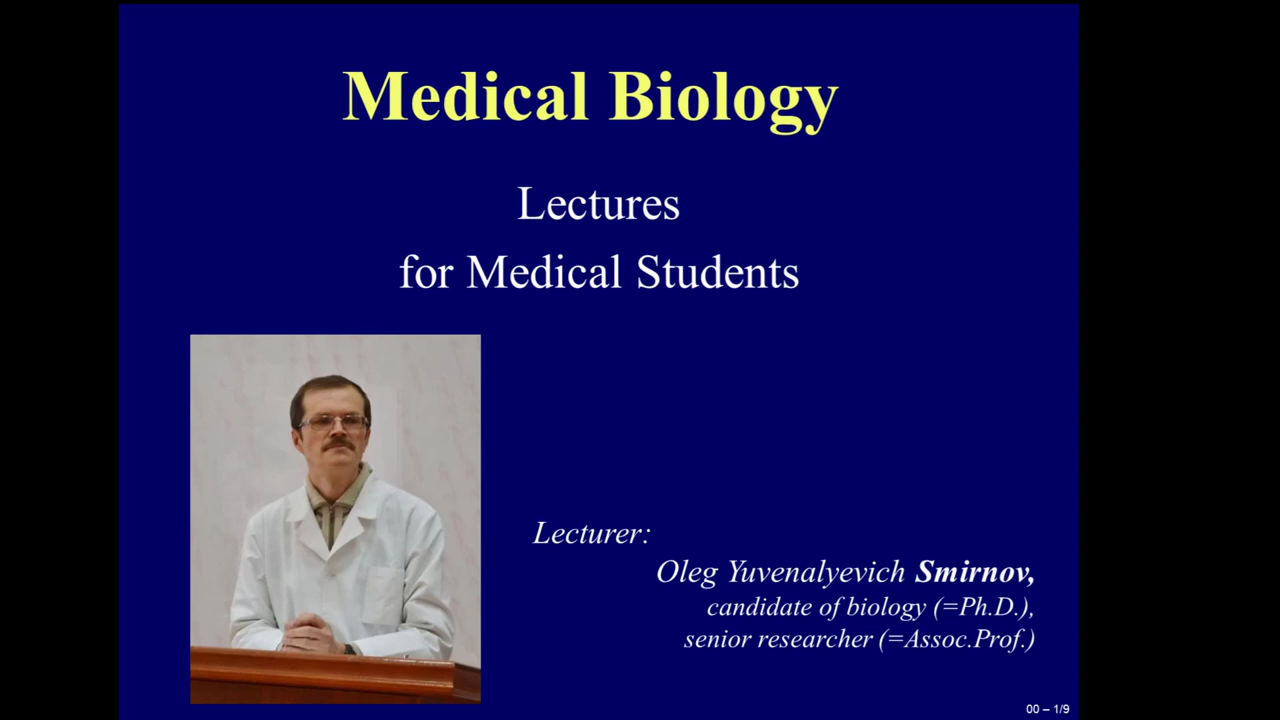 Medical Biology
Lectures
for Medical Students
Lecturer:
Oleg Yuvenalyevich Smirnov,
candidate of biology (=Ph.D.),
senior researcher (=Assoc.Prof.)
00 – 1/9